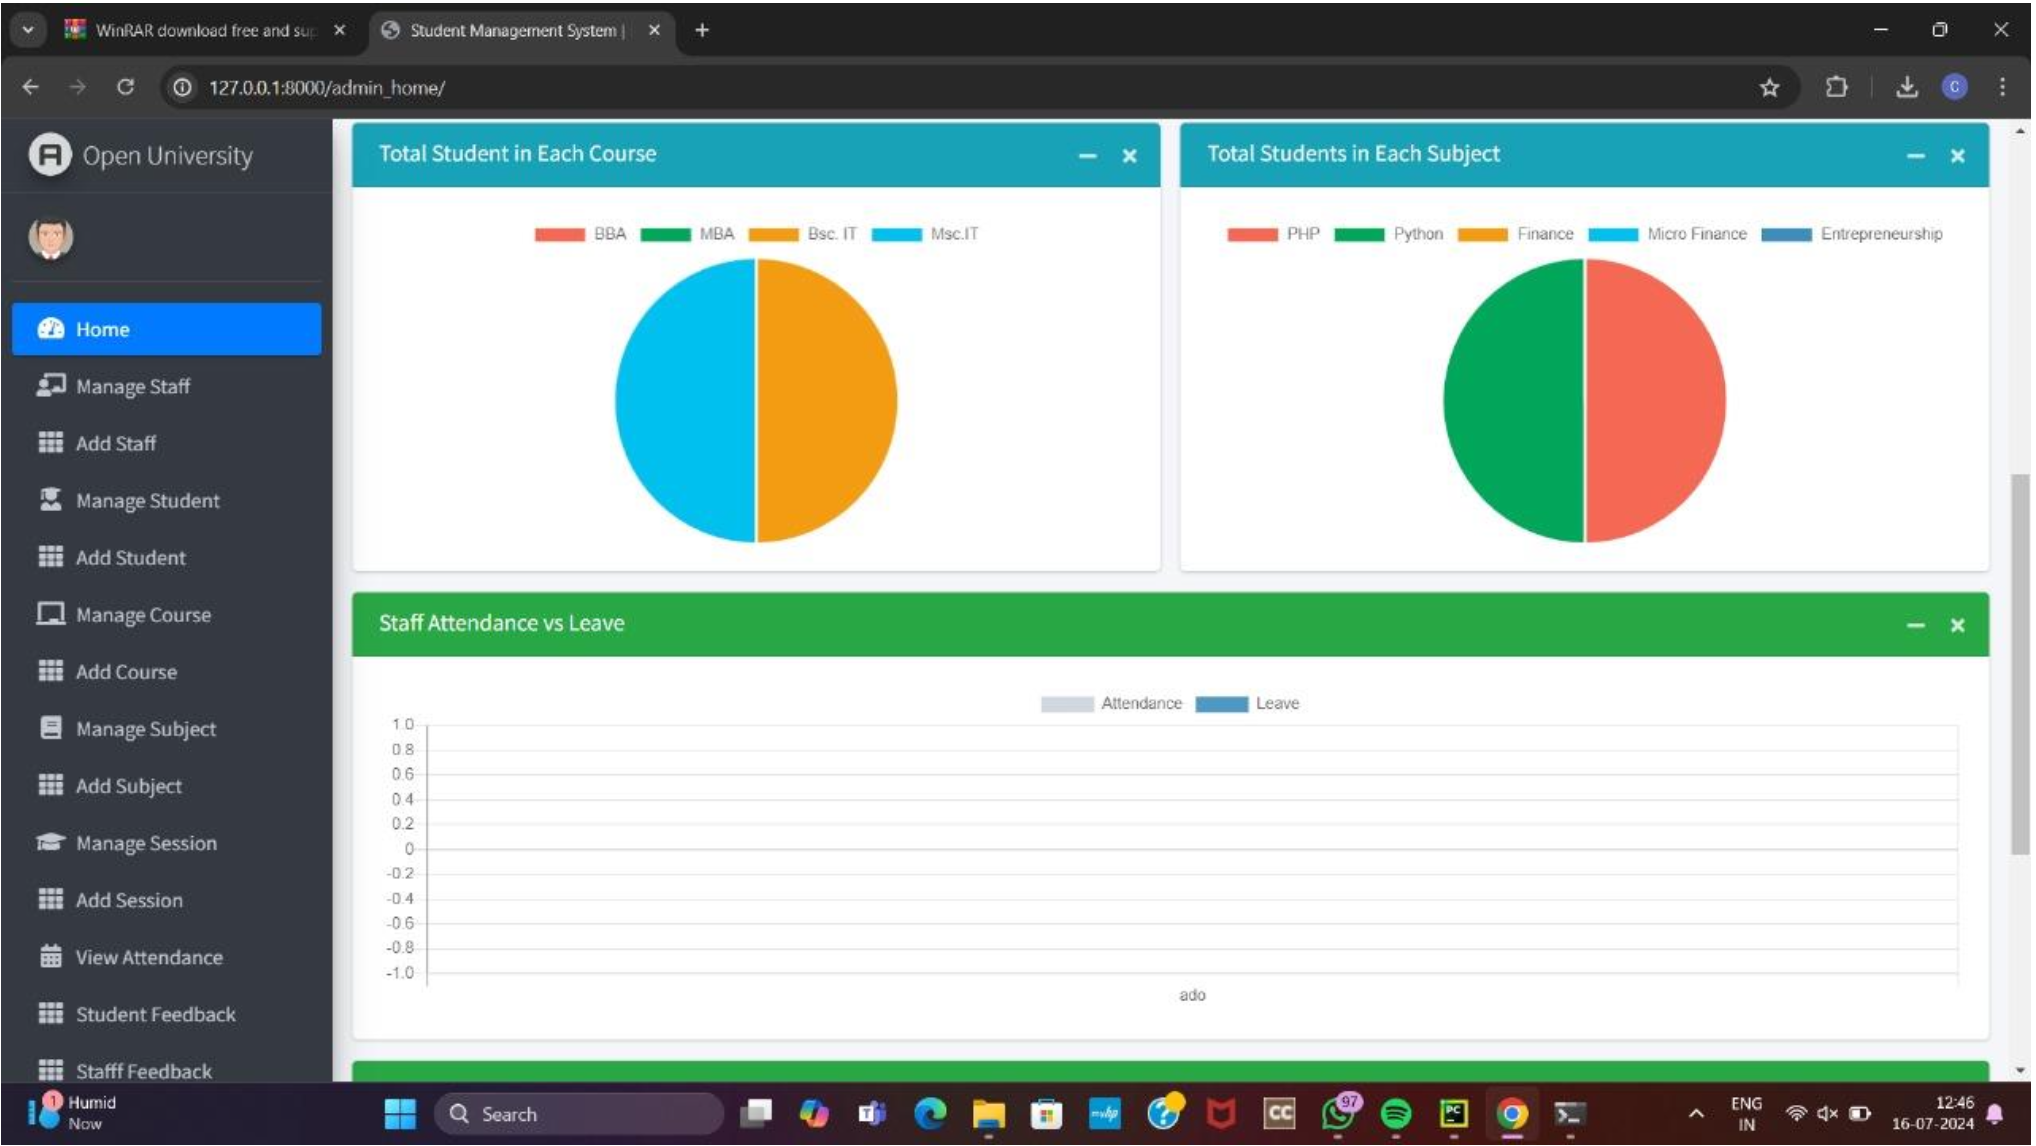 WinRAR download free and sup
Student Management System |
127.0.0.1:8000/admin_home/
C
Open University
Home
Manage Staff
Add Staff
Manage Student
Add Student
Manage Course
Add Course
Manage Subject
Add Subject
Manage Session
Add Session
View Attendance
Student Feedback
Stafff Feedback
Total Student in Each Course
BBA MBA Bsc. IT Msc.IT
Total Students in Each Subject
PHP Python Finance Micro Finance Entrepreneurship
Staff Attendance vs Leave
Attendance Leave
1.0
0.8
0.6
0.4
0.2
0
-0.2
-0.4
-0.6
-0.8
-1.0
ado
1
Humid
Now
Search
myhp
CC
97
PC
ENG
IN
12:46
16-07-2024